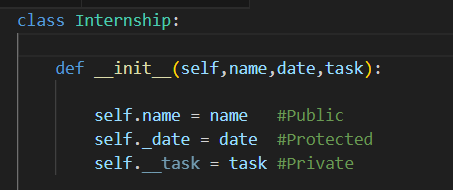 class Internship:
def __init__(self,name,date,task):
self.name = name #Public
self._date = date #Protected
self.__task = task #Private